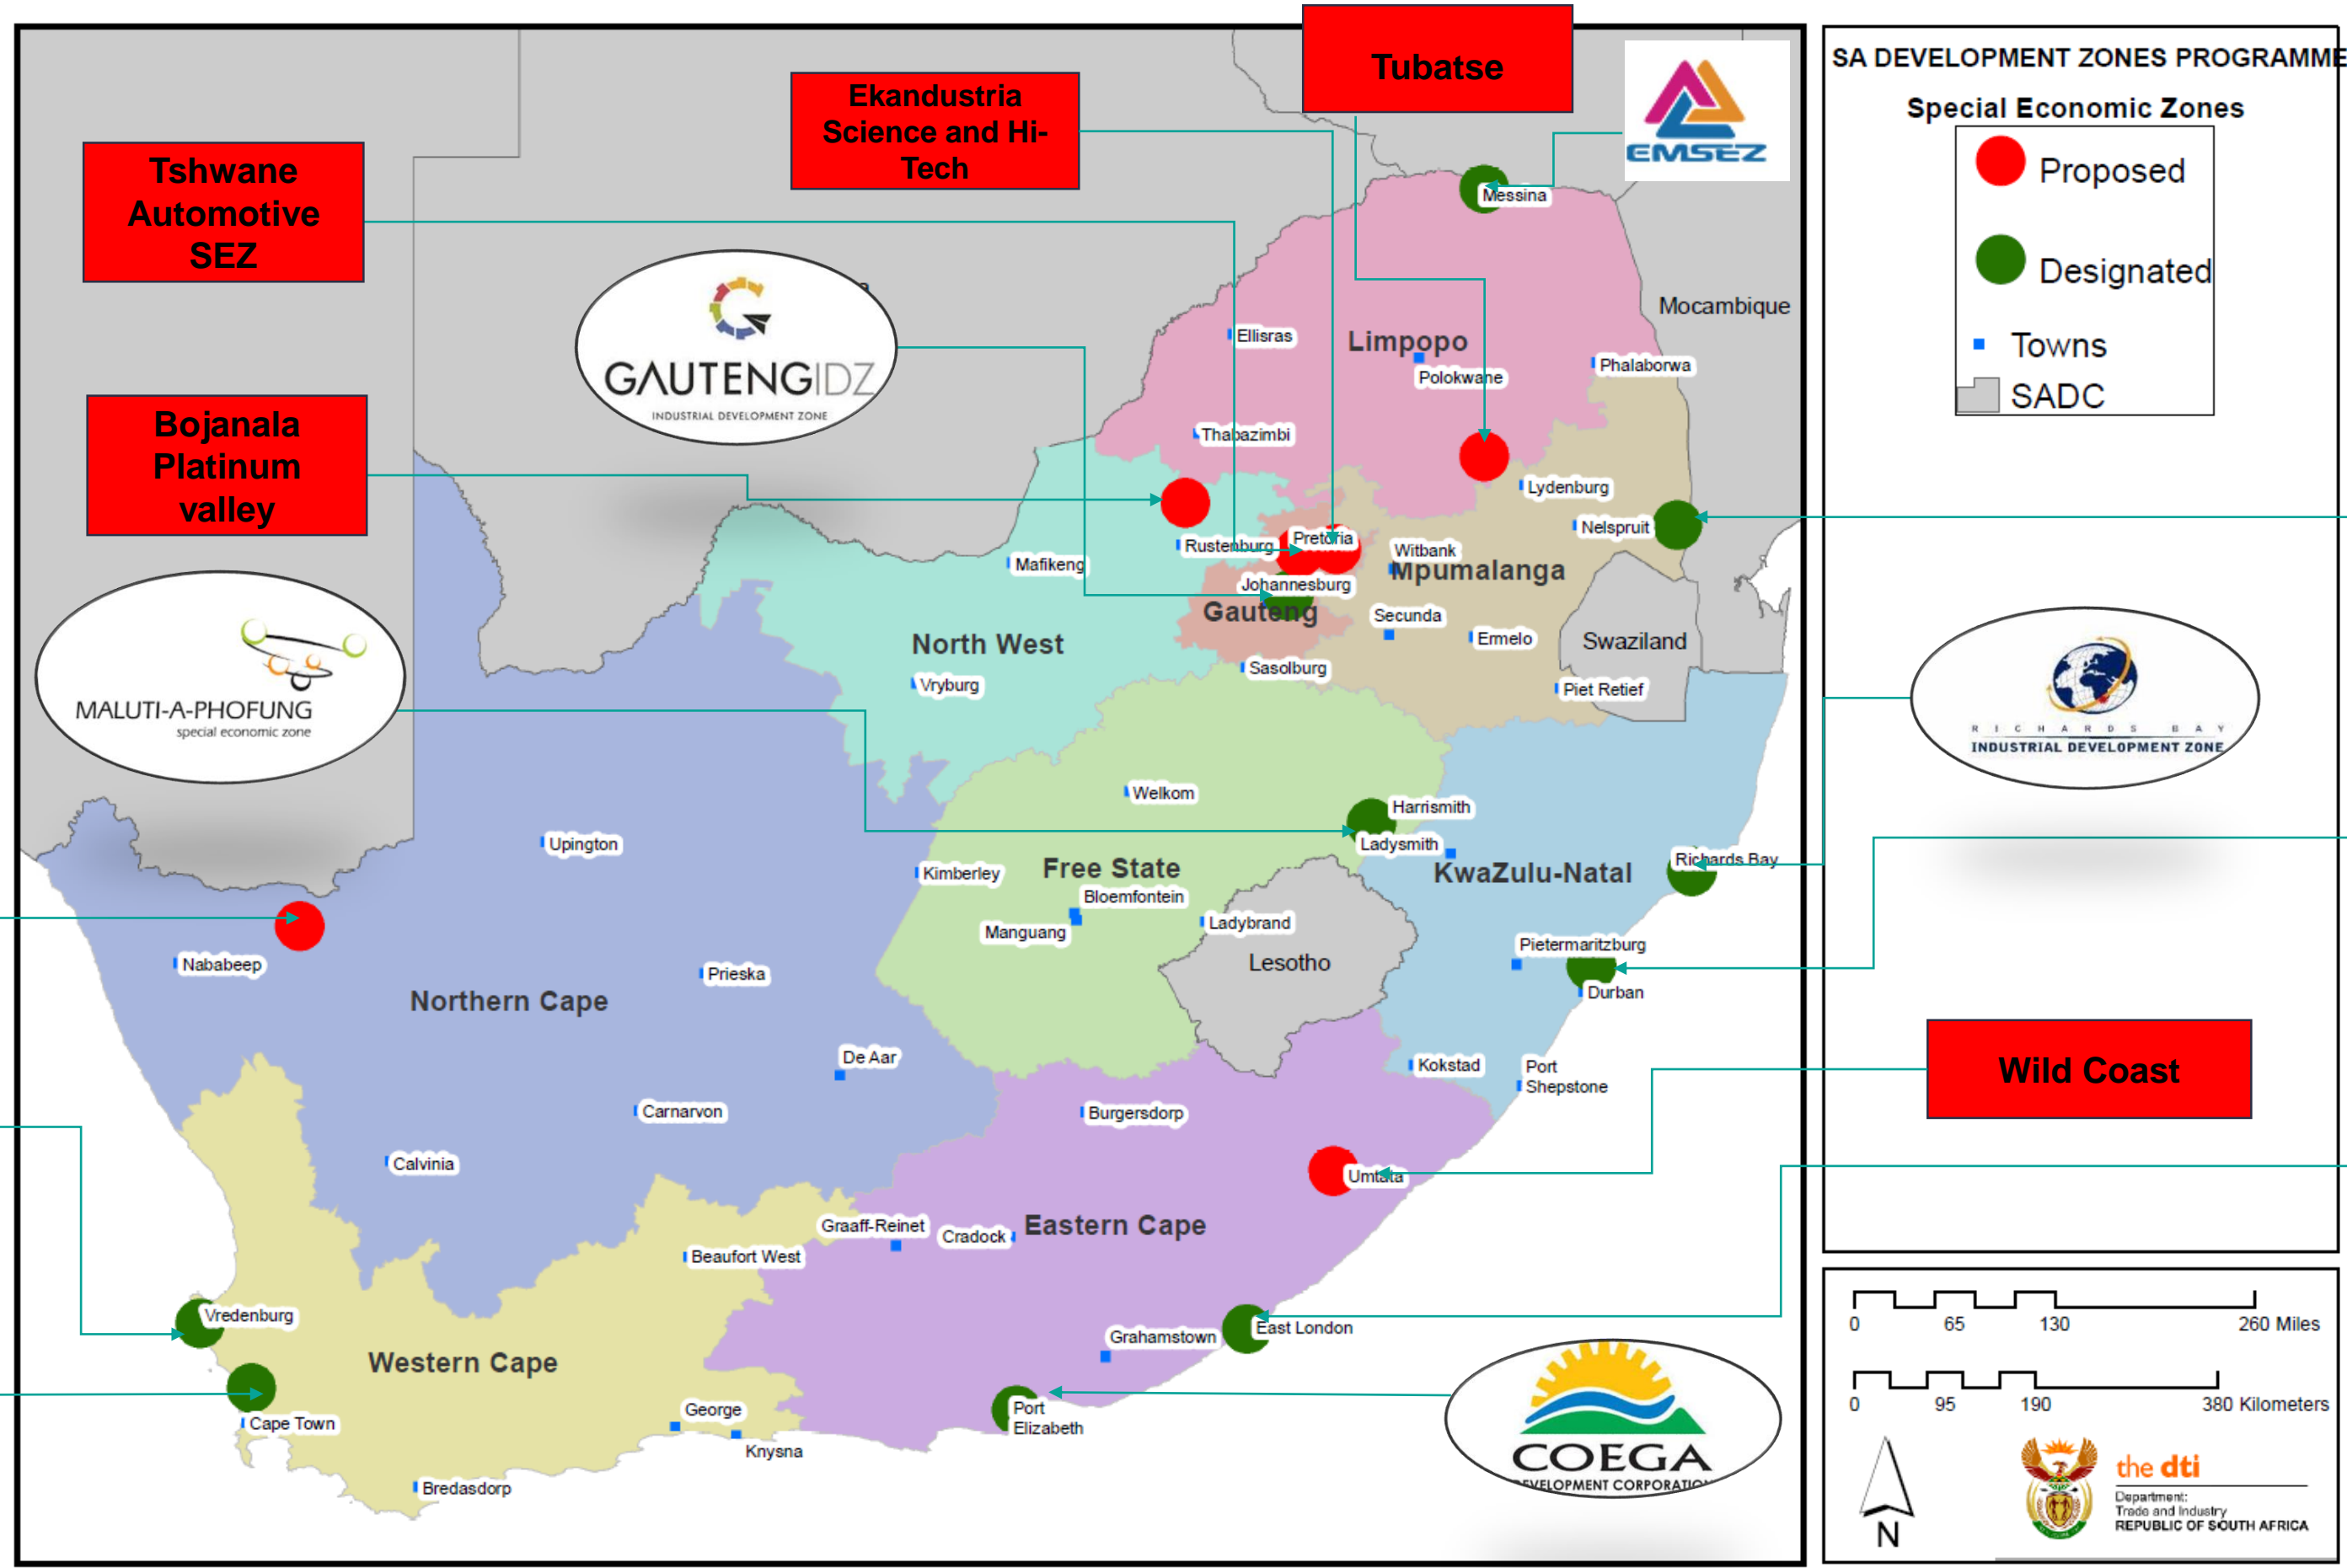 Tubatse
Ekandustria
Science and Hi-
Tech
Tshwane
Automotive
SEZ
EMSEZ
GAUTENGIDZ
INDUSTRIAL DEVELOPMENT ZONE
Bojanala
Platinum
valley
MALUTI-A-PHOFUNG
special economic zone
Messina
Mocambique
Ellisras
Limpopo
Polokwane
Phalaborwa
Thabazimbi
Lydenburg
Nelspruit
Rustenburg
Pretoria
Witbank
Mafikeng
Mpumalanga
Johannesburg
Gauteng
Secunda
Ermelo
Swaziland
North West
Sasolburg
Vryburg
Piet Retief
Welkom
Harrismith
Upington
Ladysmith
Richards Bay
Kimberley
Free State
KwaZulu-Natal
Bloemfontein
Manguang
Ladybrand
Pietermaritzburg
Nababeep
Prieska
Lesotho
Durban
Northern Cape
De Aar
Kokstad
Port
Shepstone
Carnarvon
Burgersdorp
Calvinia
Umtata
Graaff-Reinet
Cradock
Eastern Cape
Beaufort West
Vredenburg
Grahamstown
East London
Western Cape
Port
Elizabeth
Cape Town
George
Knysna
Bredasdorp
COEGA
DEVELOPMENT CORPORATION
SA DEVELOPMENT ZONES PROGRAMME
Special Economic Zones
Proposed
Designated
Towns
SADC
RICHARDS BAY
INDUSTRIAL DEVELOPMENT ZONE
Wild Coast
0 65 130 260 Miles
0 95 190 380 Kilometers
N
the dti
Department:
Trade and Industry
REPUBLIC OF SOUTH AFRICA